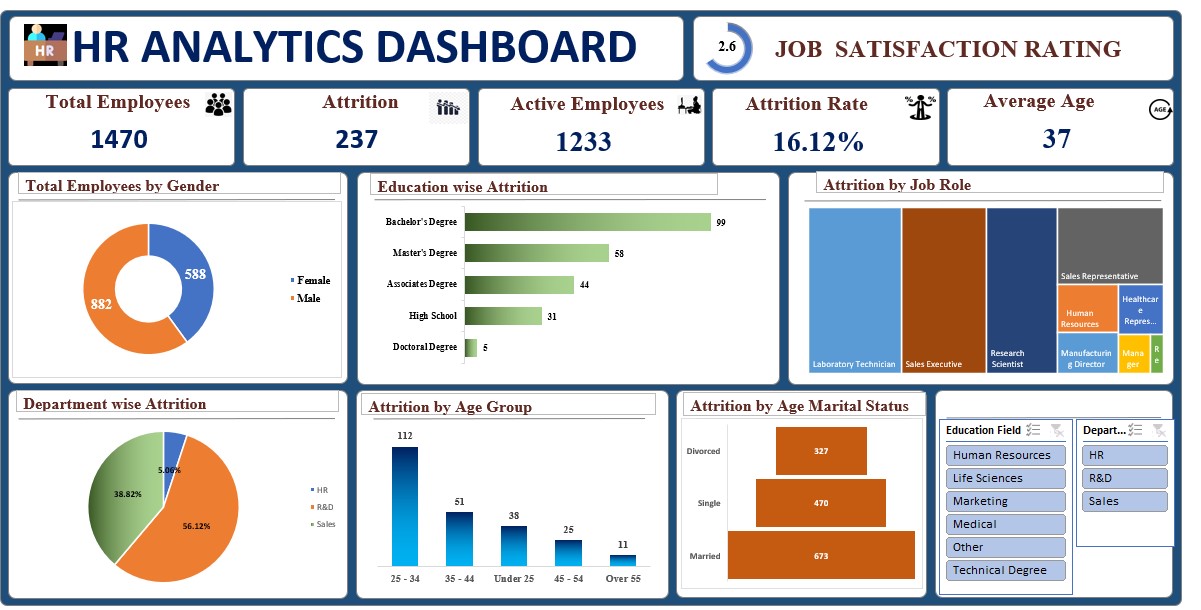 HR
HR ANALYTICS DASHBOARD
2.6
JOB SATISFACTION RATING
Total Employees
1470
Attrition
237
Active Employees
1233
Attrition Rate
% %
16.12%
Average Age
AGE
37
Total Employees by Gender
588
882
Female
Male
Education wise Attrition
Bachelor's Degree
99
Master's Degree
58
Associates Degree
44
High School
31
Doctoral Degree
5
Attrition by Job Role
Laboratory Technician
Sales Executive
Research
Scientist
Sales Representative
Human
Resources
Healthcar
e
Repres...
Manufacturin
g Director
Mana
ger
R
e
Department wise Attrition
5.06%
38.82%
56.12%
HR
R&D
Sales
Attrition by Age Group
112
51
38
25
11
25 - 34
35 - 44
Under 25
45 - 54
Over 55
Attrition by Age Marital Status
Divorced
327
Single
470
Married
673
Education Field
Human Resources
Life Sciences
Marketing
Medical
Other
Technical Degree
Depart...
HR
R&D
Sales